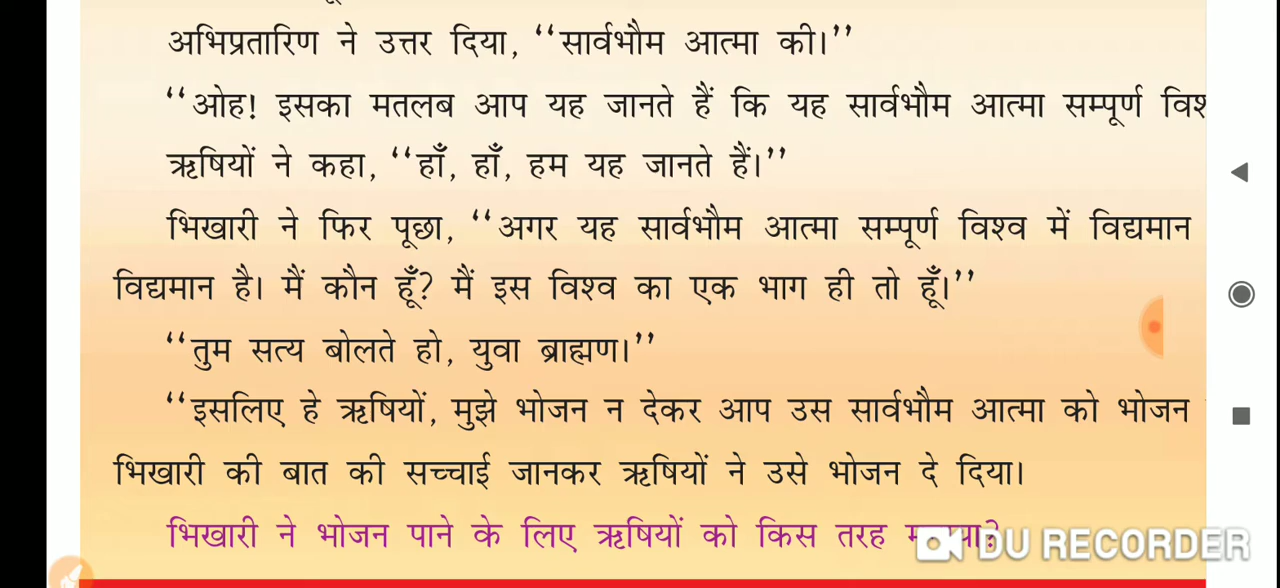 अभिप्रतारिण ने उत्तर दिया, ‘‘सार्वभौम आत्मा की।’’
‘‘ओह! इसका मतलब आप यह जानते हैं कि यह सार्वभौम आत्मा सम्पूर्ण
ऋषियों ने कहा, ‘‘हाँ, हाँ, हम यह जानते हैं।’’
भिखारी ने फिर पूछा, ‘‘अगर यह सार्वभौम आत्मा सम्पूर्ण विश्व में विद्यमान
विद्यमान है। मैं कौन हूँ? मैं इस विश्व का एक भाग ही तो हूँ।’’
‘‘तुम सत्य बोलते हो, युवा ब्राह्मण।’’
‘‘इसलिए हे ऋषियों, मुझे भोजन न देकर आप उस सार्वभौम आत्मा को भोजन
भिखारी की बात की सच्चाई जानकर ऋषियों ने उसे भोजन दे दिया।
भिखारी ने भोजन पाने के लिए ऋषियों को किस तरह
DU RECORDER